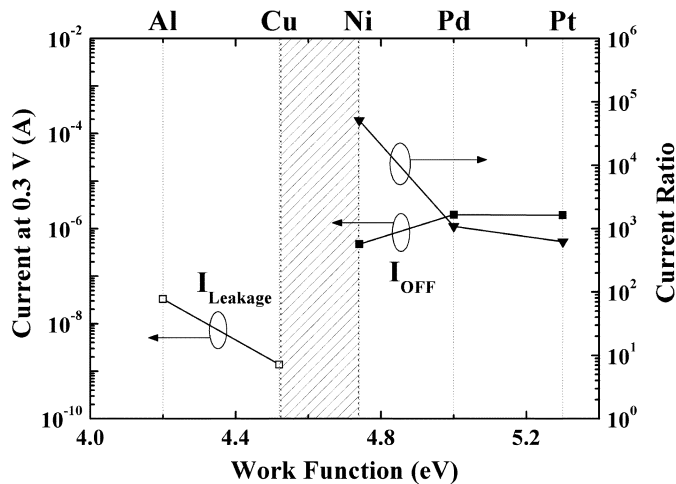 Al Cu Ni Pd Pt
10^-2 10^6
10^5
10^-4 10^4
10^-6 10^3
10^-8 10^2
10^1
10^-10 10^0
Current at 0.3 V (A)
Current Ratio
I_Leakage
I_OFF
4.0 4.4 4.8 5.2
Work Function (eV)